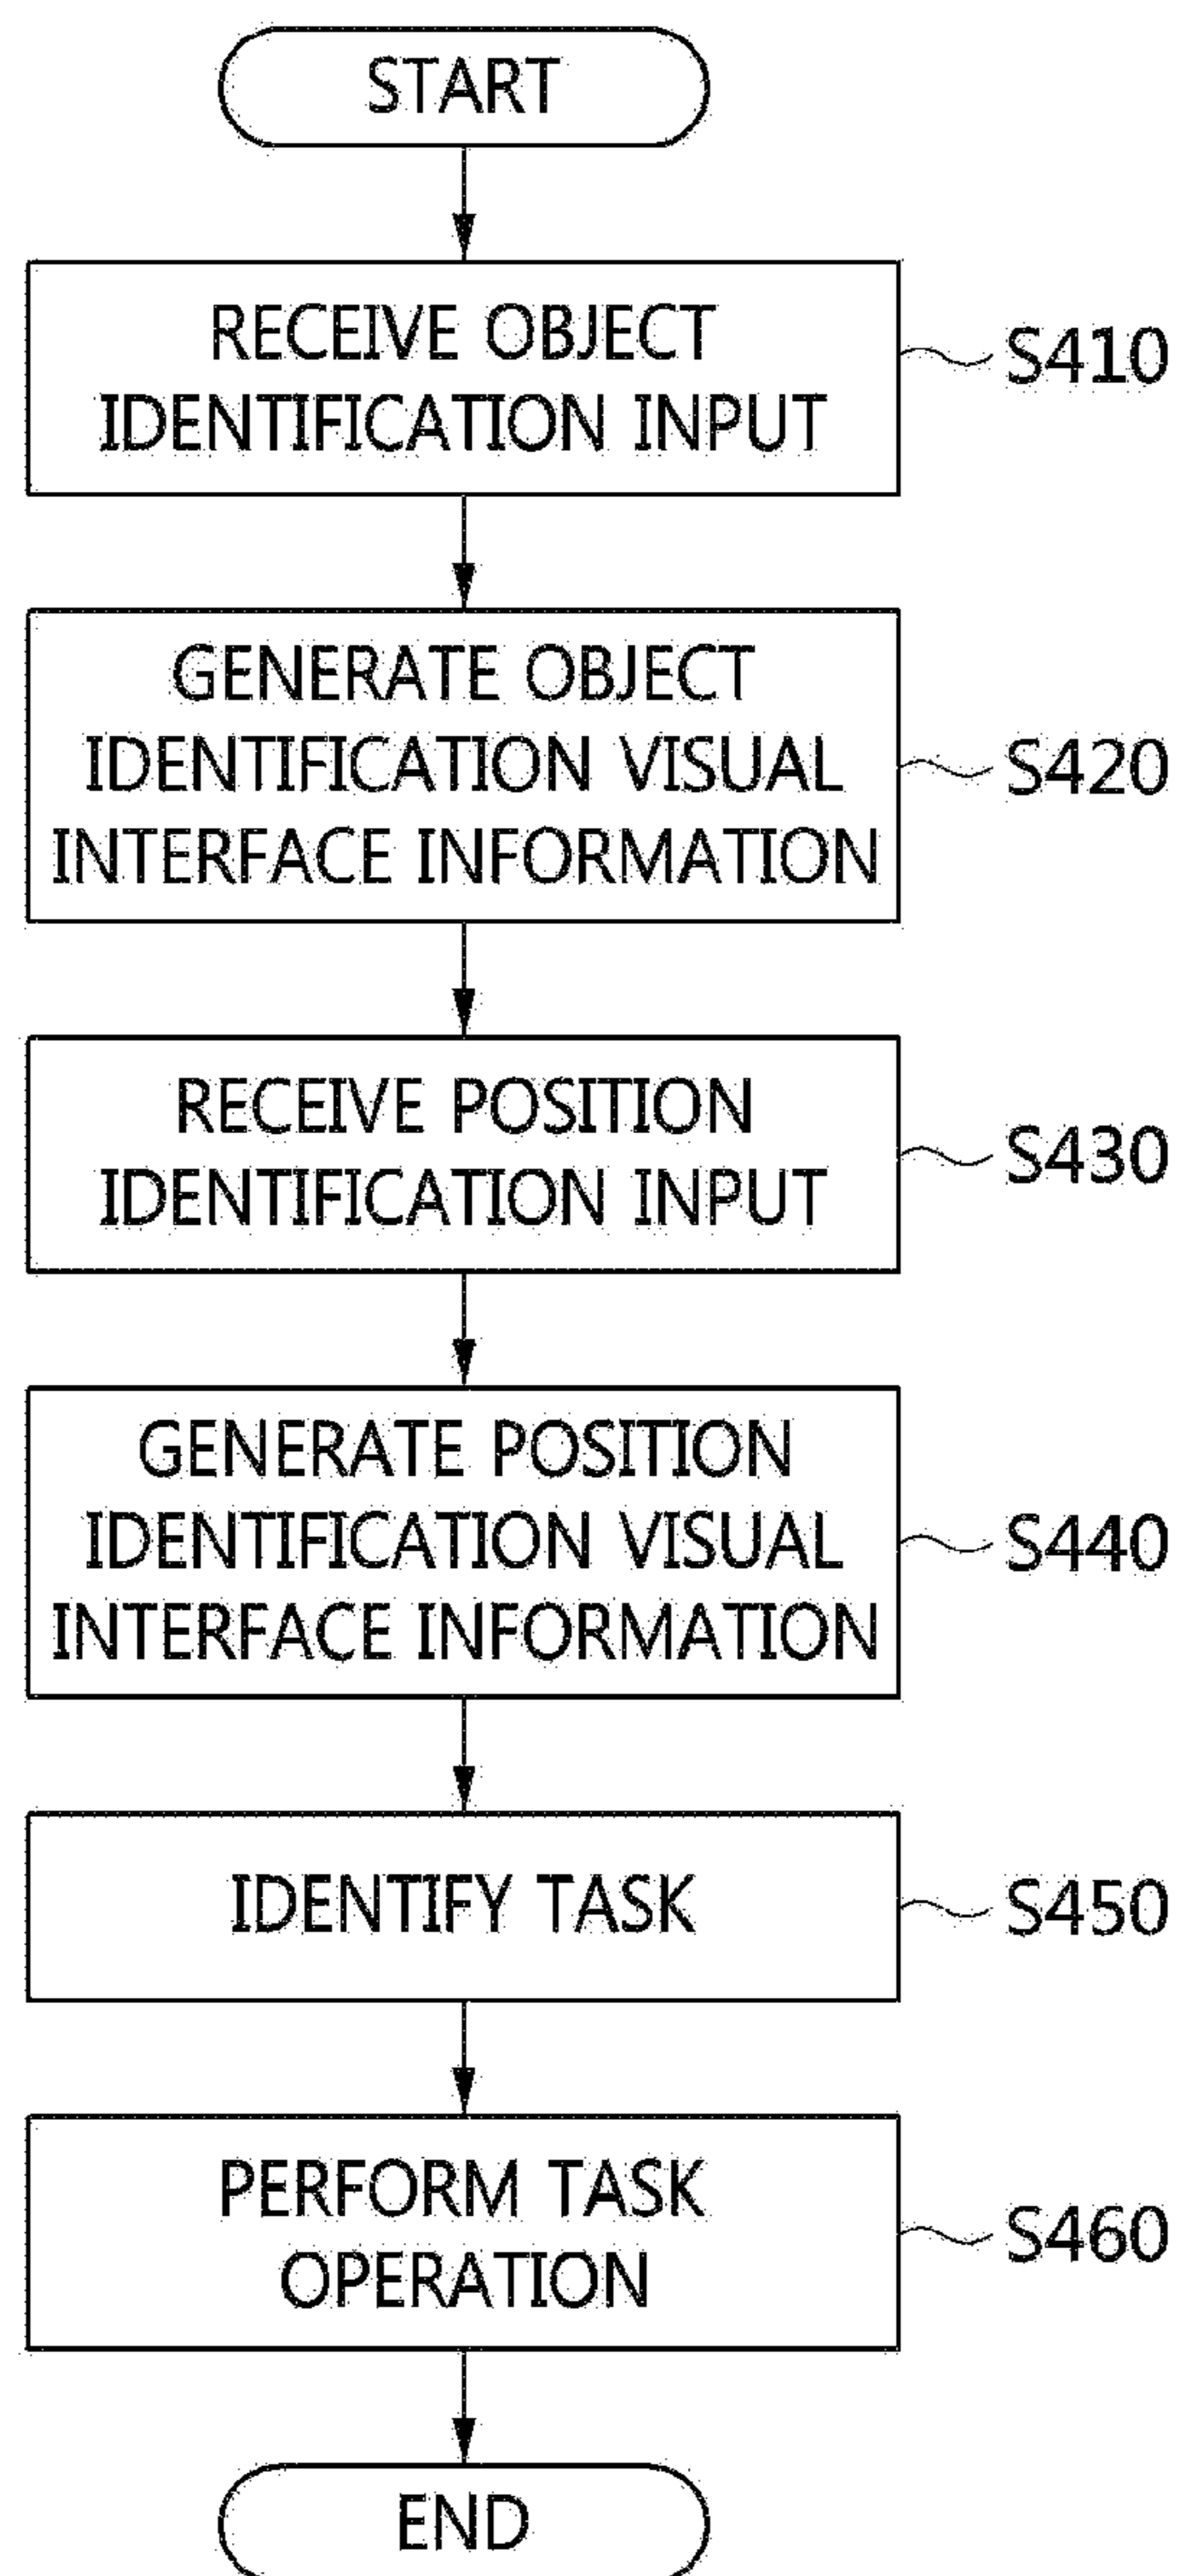 START
RECEIVE OBJECT
IDENTIFICATION INPUT
S410
GENERATE OBJECT
IDENTIFICATION VISUAL
INTERFACE INFORMATION
S420
RECEIVE POSITION
IDENTIFICATION INPUT
S430
GENERATE POSITION
IDENTIFICATION VISUAL
INTERFACE INFORMATION
S440
IDENTIFY TASK
S450
PERFORM TASK
OPERATION
S460
END